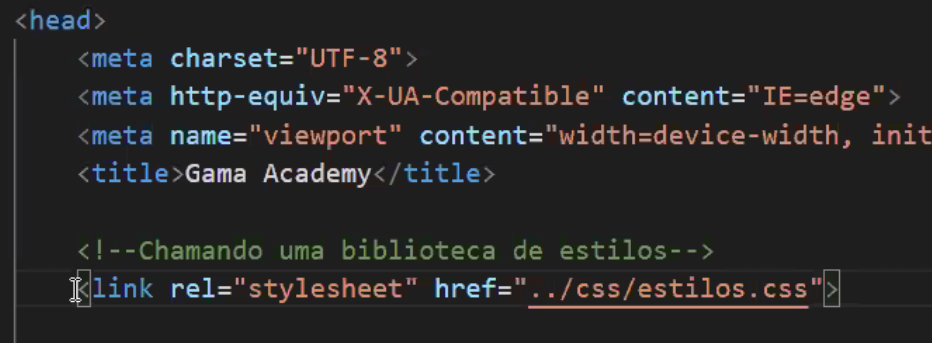 <head>
<meta charset="UTF-8">
<meta http-equiv="X-UA-Compatible" content="IE=edge">
<meta name="viewport" content="width=device-width, init
<title>Gama Academy</title>
<!--Chamando uma biblioteca de estilos-->
<link rel="stylesheet" href="../css/estilos.css">